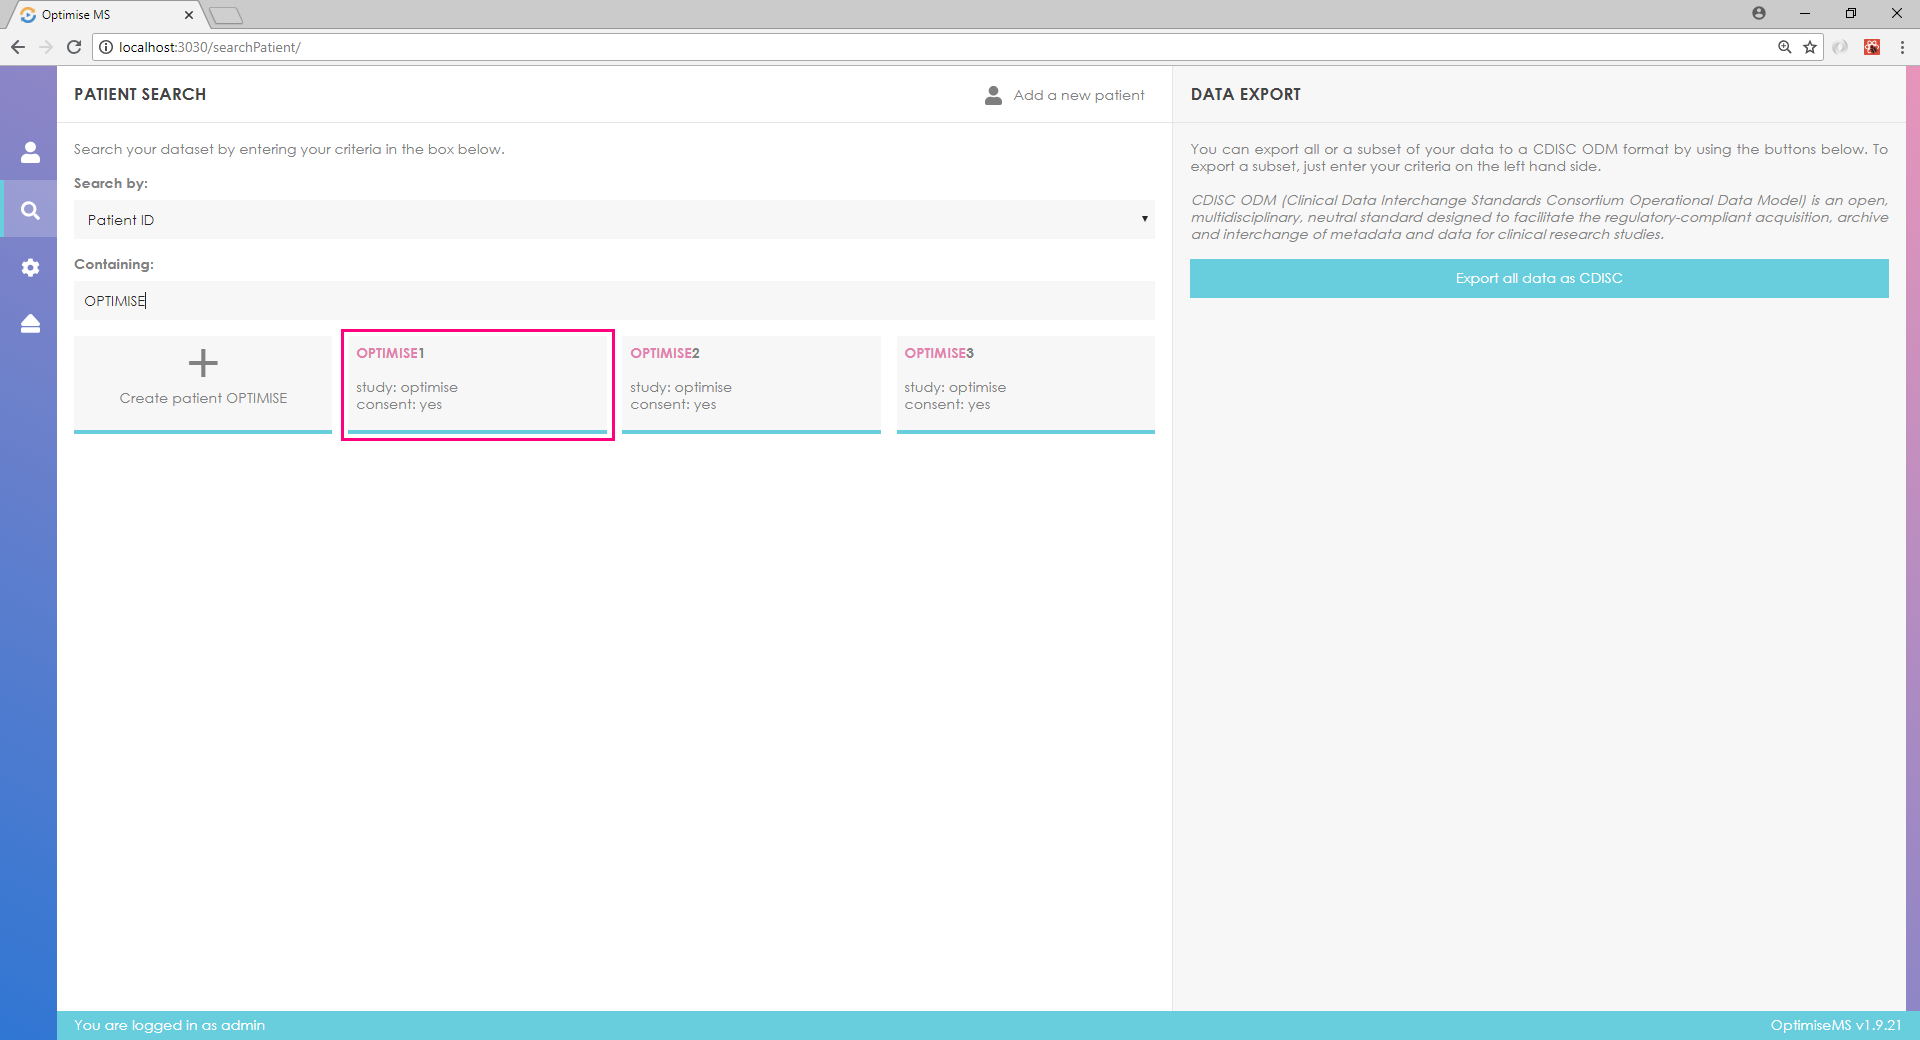 Optimise MS
localhost:3030/searchPatient/
PATIENT SEARCH
Add a new patient
Search your dataset by entering your criteria in the box below.
Search by:
Patient ID
Containing:
OPTIMISE
Create patient OPTIMISE
OPTIMISE1
study: optimise
consent: yes
OPTIMISE2
study: optimise
consent: yes
OPTIMISE3
study: optimise
consent: yes
DATA EXPORT
You can export all or a subset of your data to a CDISC ODM format by using the buttons below. To
export a subset, just enter your criteria on the left hand side.
CDISC ODM (Clinical Data Interchange Standards Consortium Operational Data Model) is an open,
multidisciplinary, neutral standard designed to facilitate the regulatory-compliant acquisition, archive
and interchange of metadata and data for clinical research studies.
Export all data as CDISC
You are logged in as admin
OptimiseMS v1.9.21